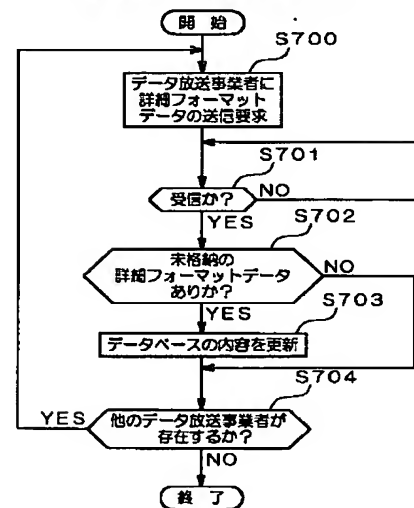 開始
S700
データ放送事業者に
詳細フォーマット
データの送信要求
S701
受信か？
NO
YES
S702
未格納の
詳細フォーマットデータ
ありか？
NO
YES
S703
データベースの内容を更新
S704
YES
他のデータ放送事業者が
存在するか？
NO
終了